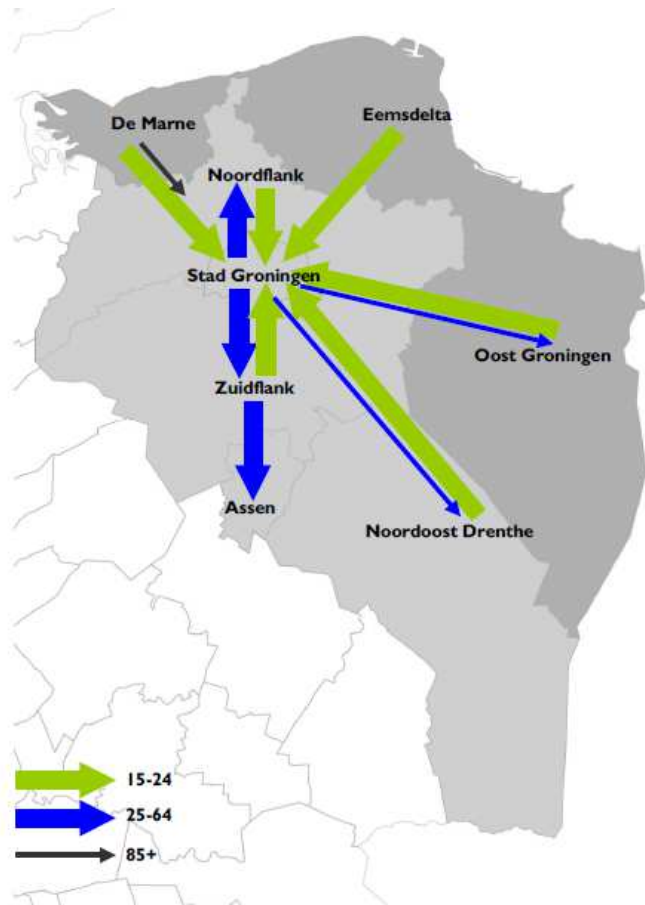 De Marne
Eemsdelta
Noordflank
Stad Groningen
Oost Groningen
Zuidflank
Assen
Noordoost Drenthe
15-24
25-64
85+